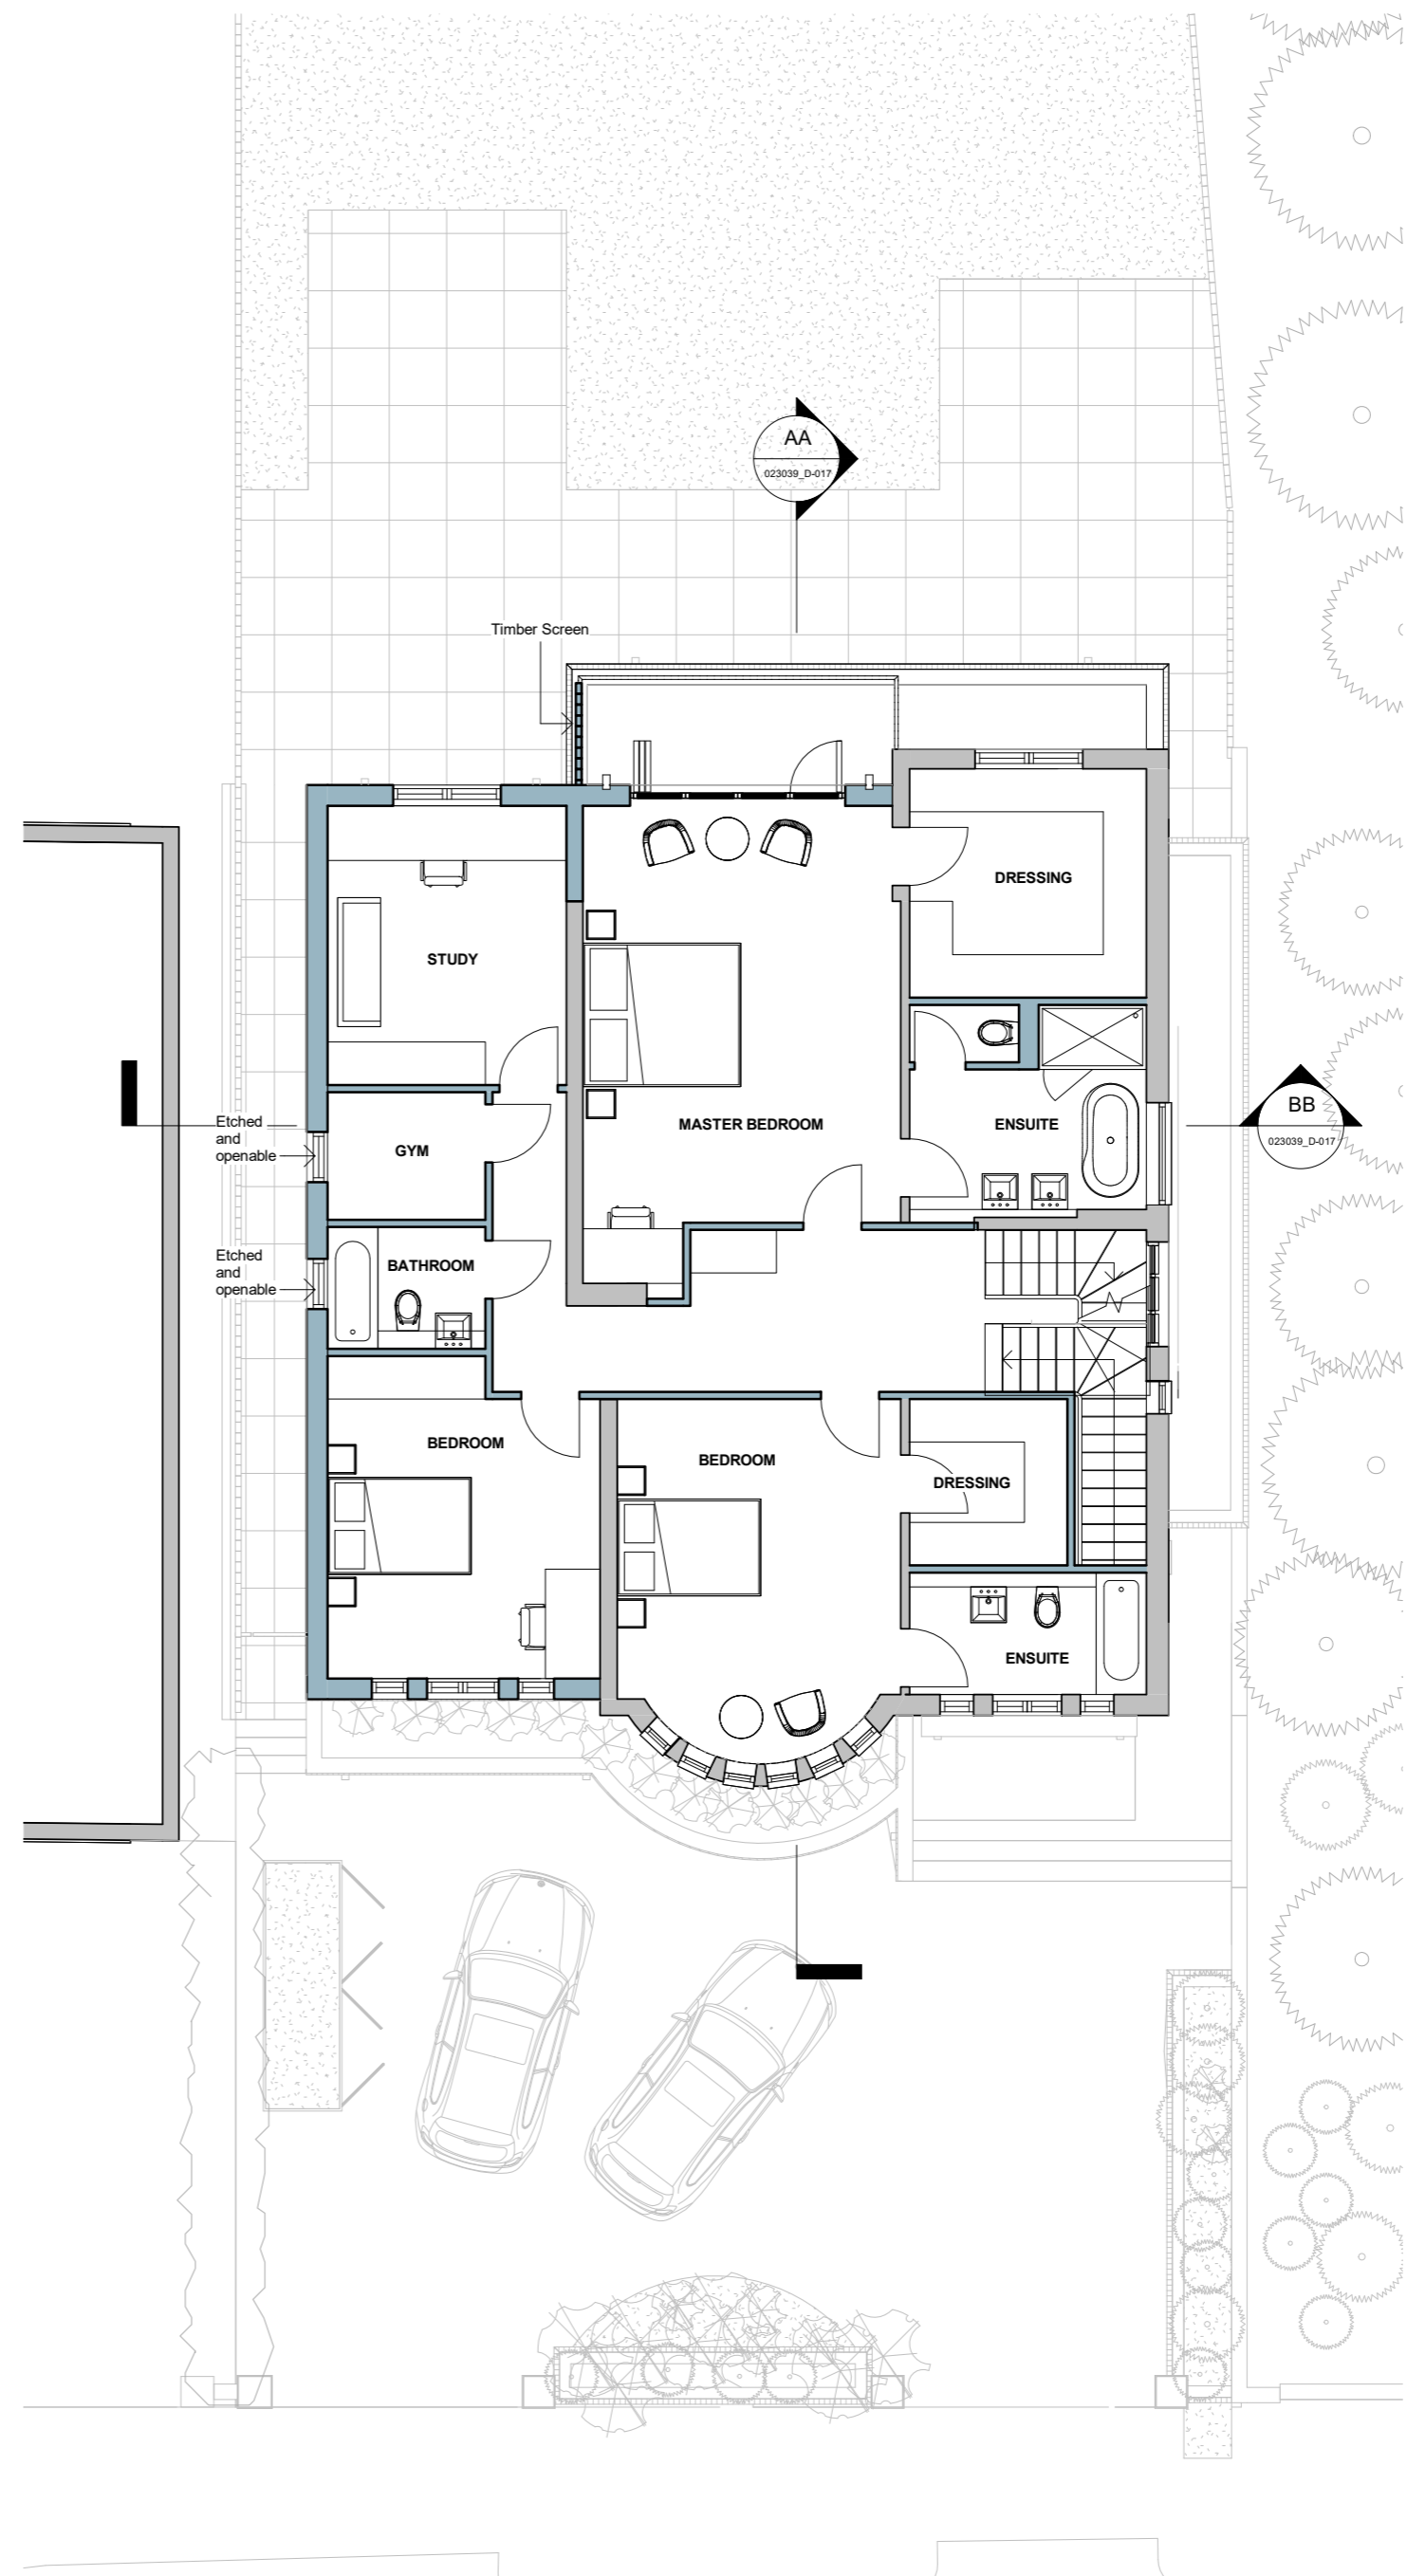 AA
023039_D-017
Timber Screen
DRESSING
STUDY
Etched
and
openable
GYM
MASTER BEDROOM
ENSUITE
BB
023039_D-017
Etched
and
openable
BATHROOM
BEDROOM
BEDROOM
DRESSING
ENSUITE